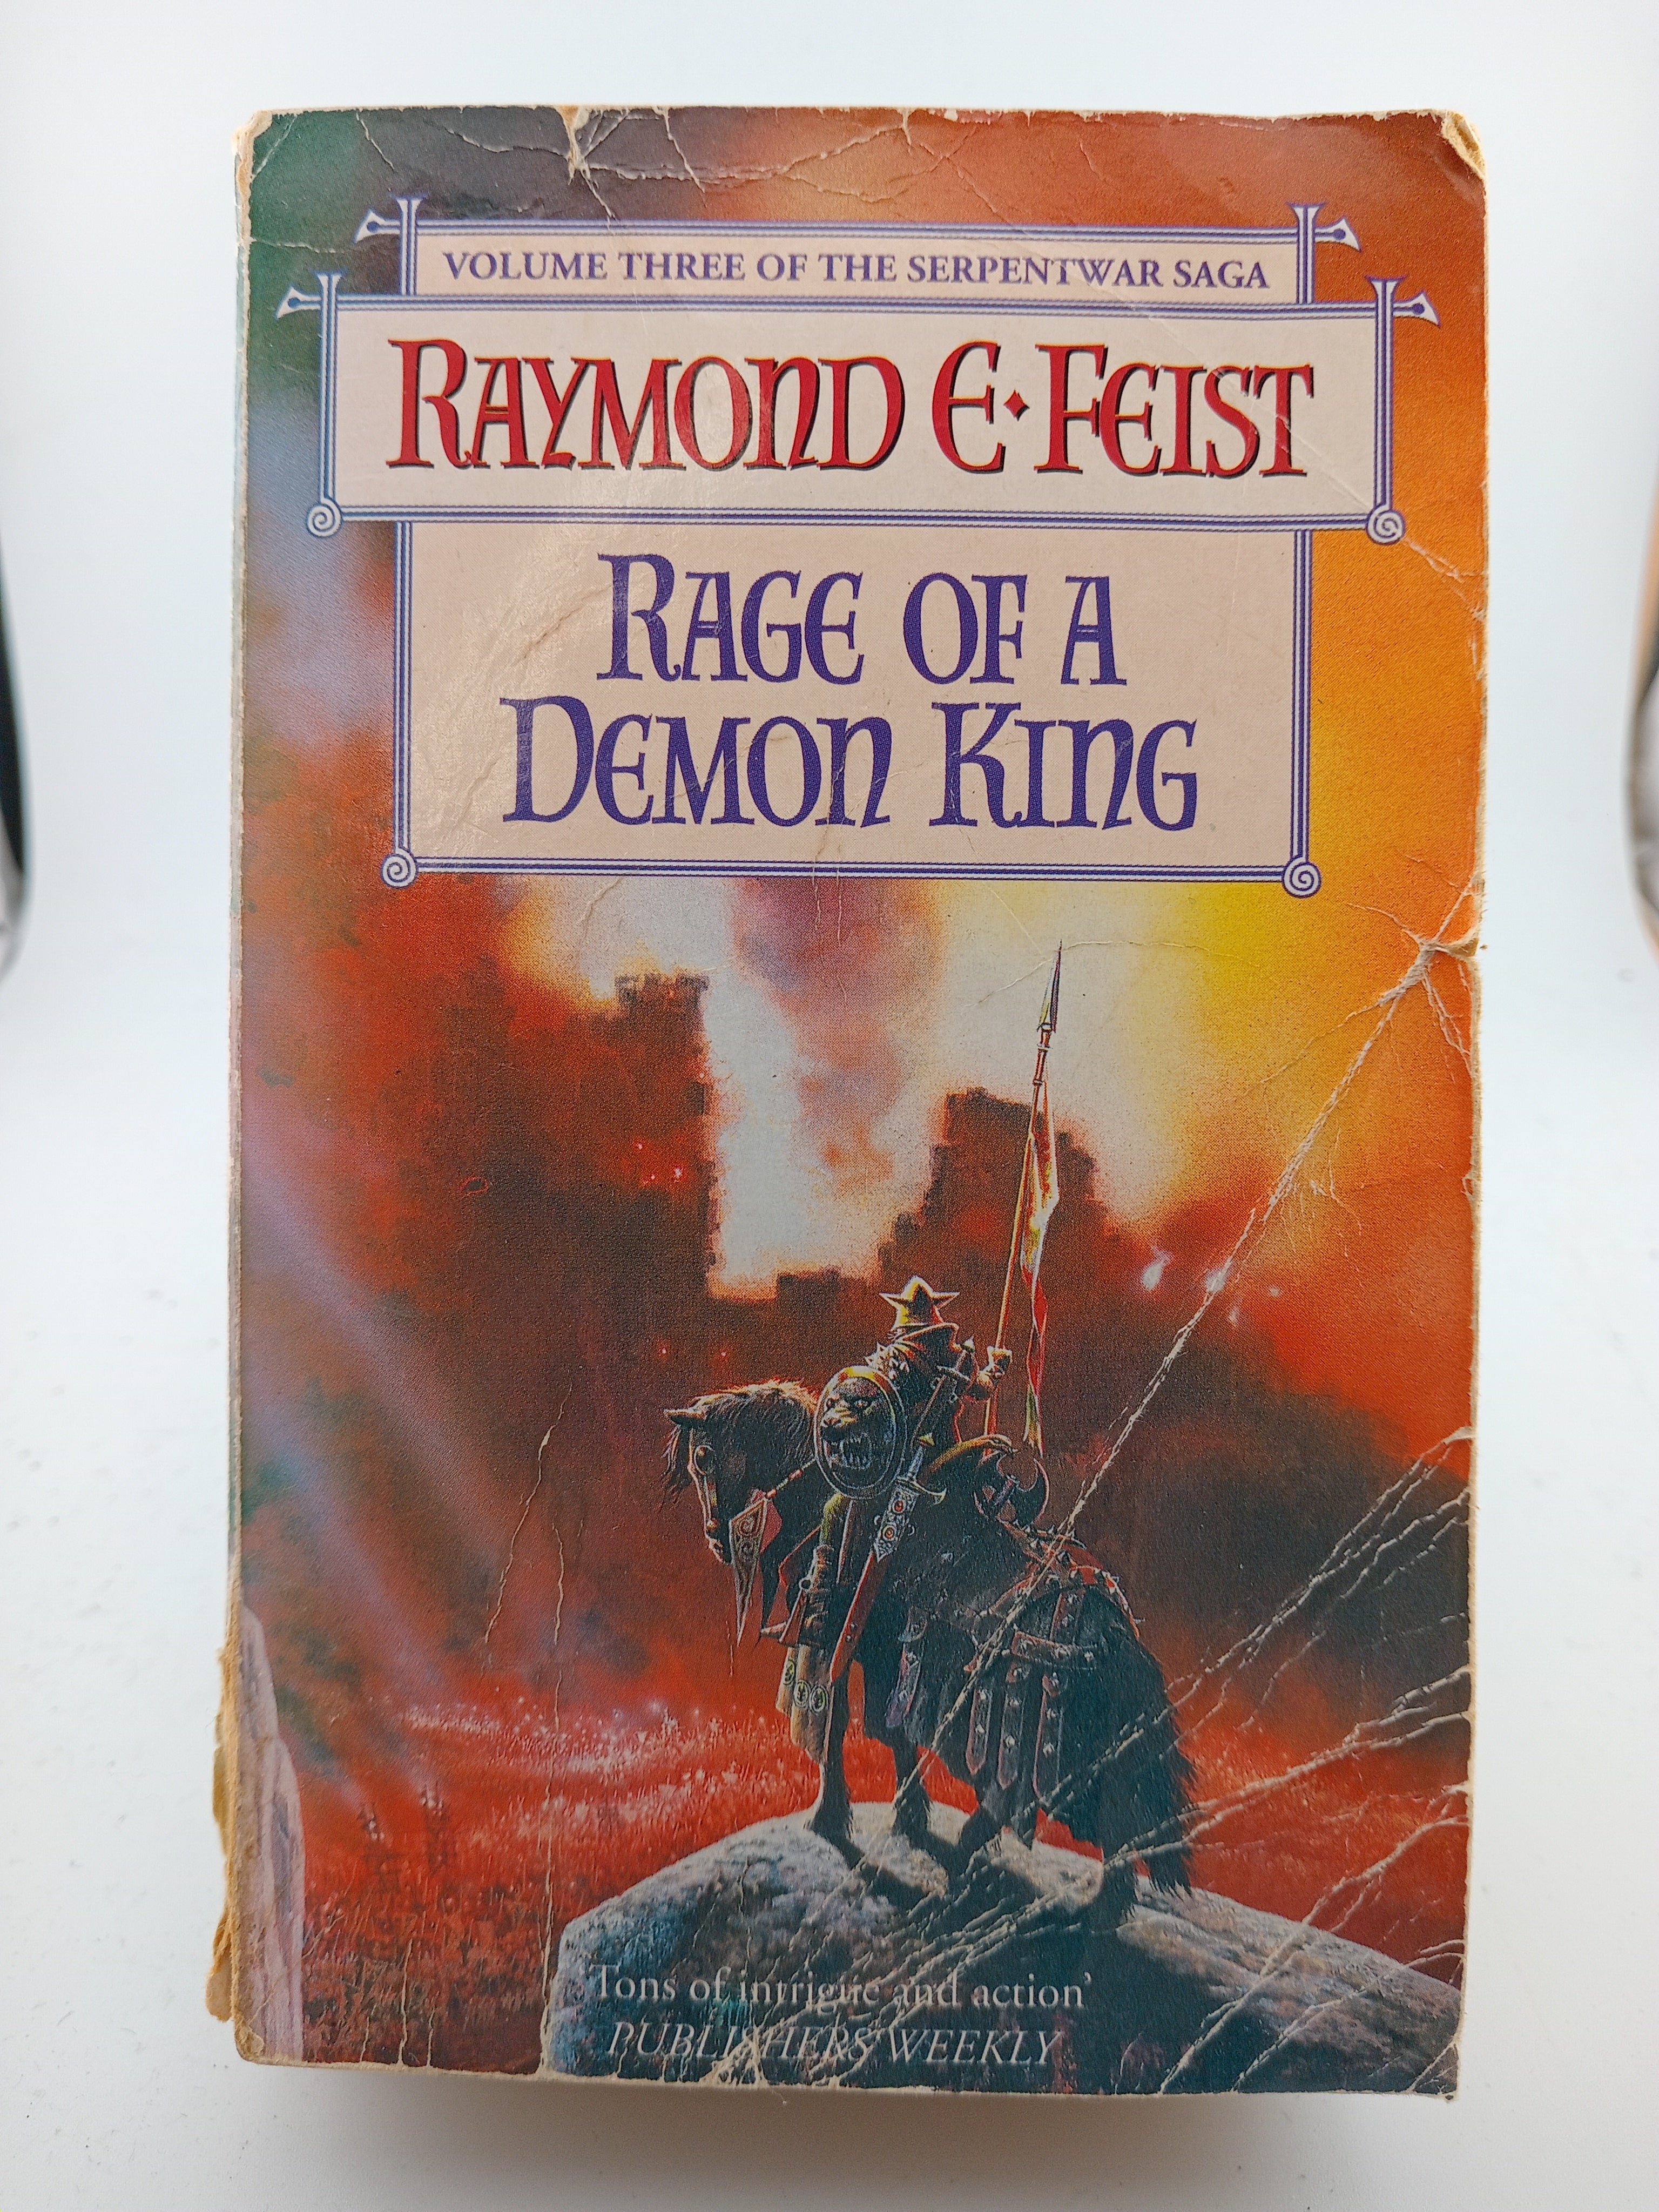 VOLUME THREE OF THE SERPENTWAR SAGA
RAYMOND E·FEIST
RAGE OF A
DEMON KING
'Tons of intrigue and action'
PUBLISHERS WEEKLY